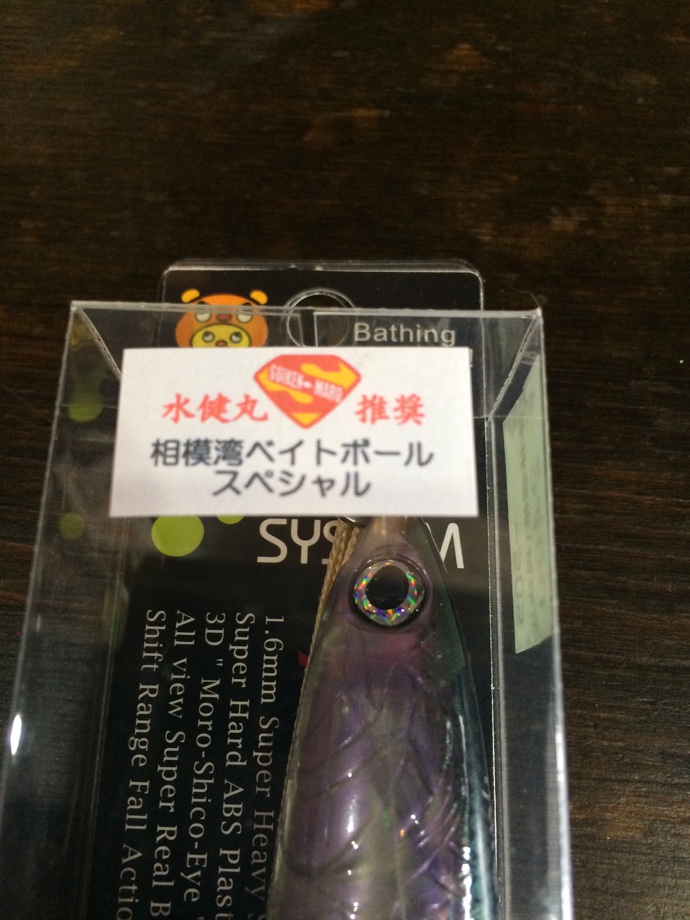 Bathing
水健丸 SUIKEN MARU 推奨
相模湾ベイトボール
スペシャル
1.6mm Super Heavy
Super Hard ABS Plast
3D " Moro-Shico-Eye "
All view Super Real B
Shift Range Fall Actio